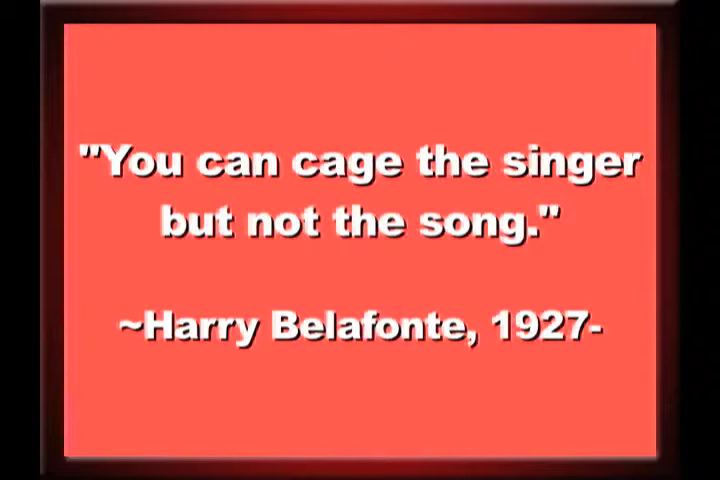 "You can cage the singer
but not the song."
~Harry Belafonte, 1927-